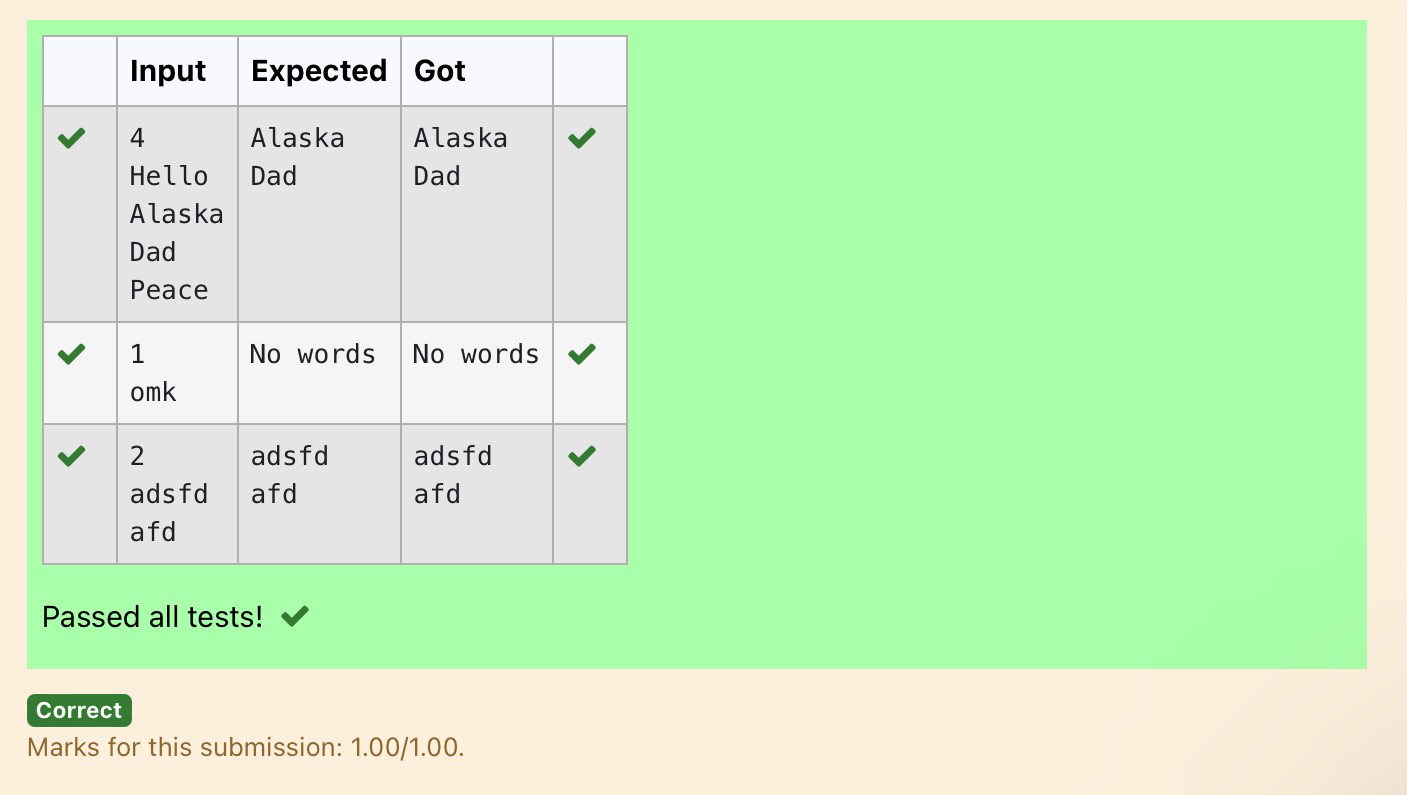 Input Expected Got
4 Alaska Alaska
Hello Dad Dad
Alaska
Dad
Peace
1 No words No words
omk
2 adsfd adsfd
adsfd afd afd
afd
Passed all tests!
Correct
Marks for this submission: 1.00/1.00.